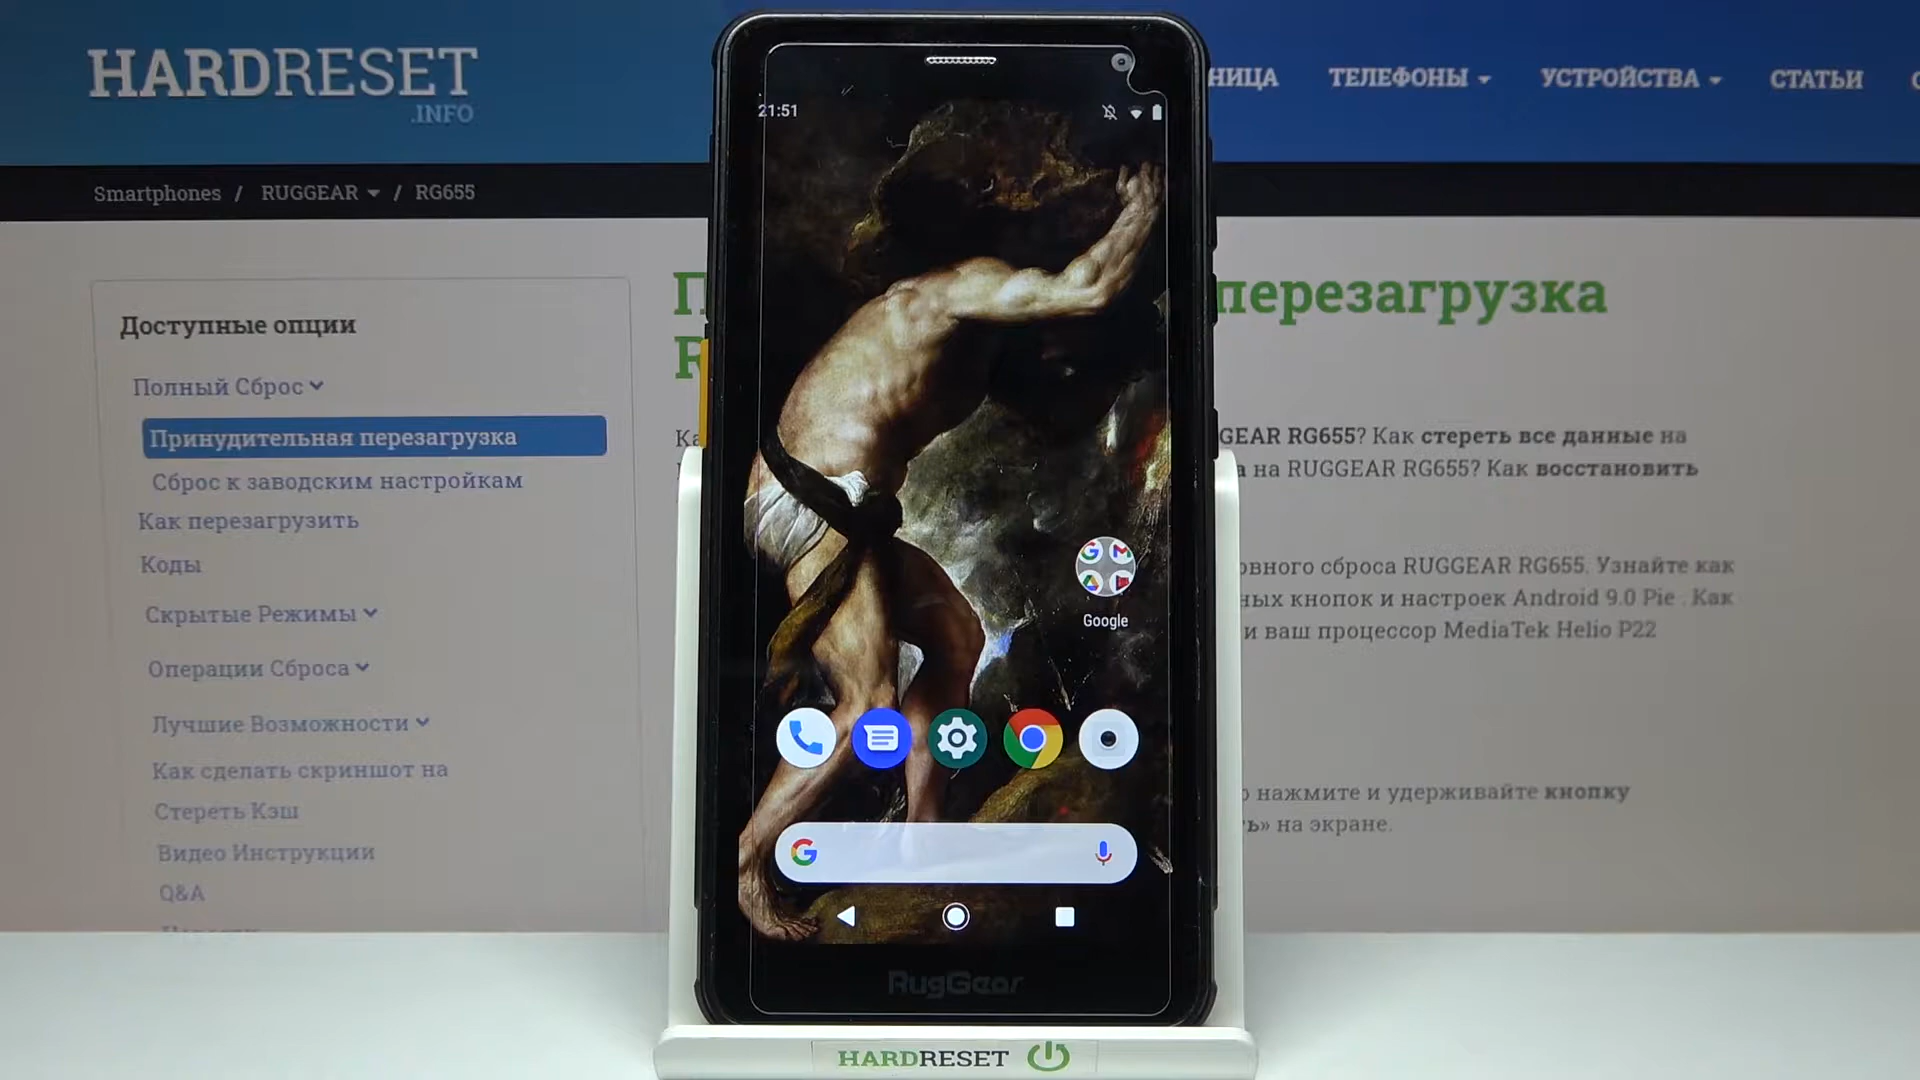 HARDRESET
.INFO
НИЦА ТЕЛЕФОНЫ УСТРОЙСТВА СТАТЬИ
Smartphones / RUGGEAR / RG655
21:51
Доступные опции
Полный Сброс
Принудительная перезагрузка
Сброс к заводским настройкам
Как перезагрузить
Коды
Скрытые Режимы
Операции Сброса
Лучшие Возможности
Как сделать скриншот на
Стереть Кэш
Видео Инструкции
Q&A
П перезагрузка
R
Ка GEAR RG655? Как стереть все данные на
а на RUGGEAR RG655? Как восстановить
овного сброса RUGGEAR RG655. Узнайте как
ных кнопок и настроек Android 9.0 Pie . Как
и ваш процессор MediaTek Helio P22
о нажмите и удерживайте кнопку
ть» на экране.
Google
RugGear
HARDRESET